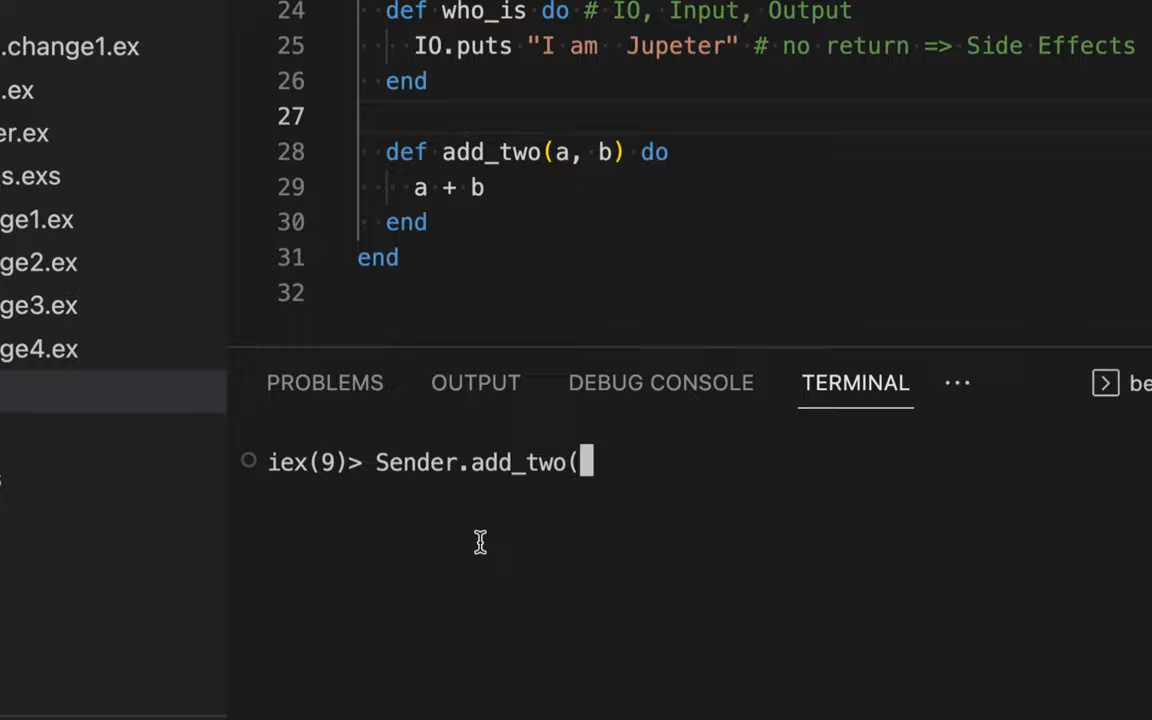 24 def who_is do # IO, Input, Output
.change1.ex
25 IO.puts "I am  Jupeter" # no return => Side Effects
.ex
26 end
27
er.ex
28 def add_two(a, b) do
s.exs
29 a + b
ge1.ex
30 end
ge2.ex
31 end
ge3.ex
32
ge4.ex
PROBLEMS OUTPUT DEBUG CONSOLE TERMINAL ··· be
iex(9)> Sender.add_two(